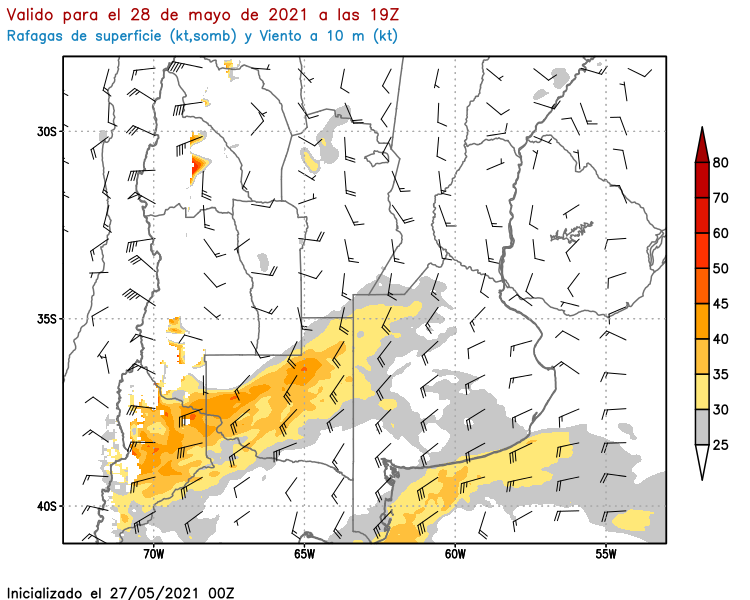 Valido para el 28 de mayo de 2021 a las 19Z
Rafagas de superficie (kt,somb) y Viento a 10 m (kt)
30S
35S
40S
70W
65W
60W
55W
80
70
60
50
45
40
35
30
25
Inicializado el 27/05/2021 00Z